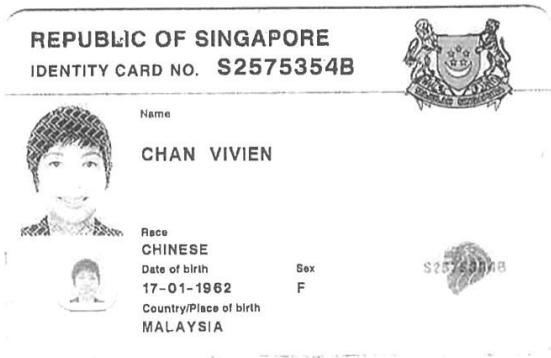 REPUBLIC OF SINGAPORE
IDENTITY CARD NO. S2575354B
Name
CHAN VIVIEN
Race
CHINESE
Date of birth Sex
17-01-1962 F
Country/Place of birth
MALAYSIA